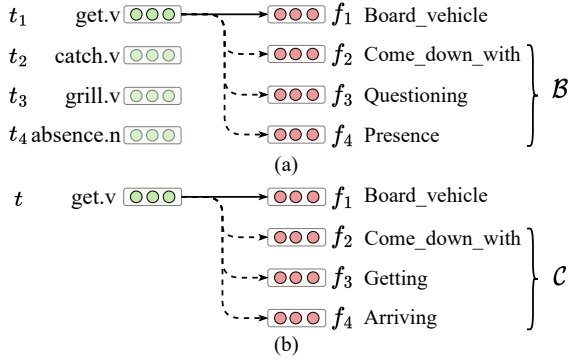 t1 get.v f1 Board_vehicle
t2 catch.v f2 Come_down_with
t3 grill.v f3 Questioning
t4 absence.n f4 Presence
B
(a)
t get.v f1 Board_vehicle
f2 Come_down_with
f3 Getting
f4 Arriving
C
(b)